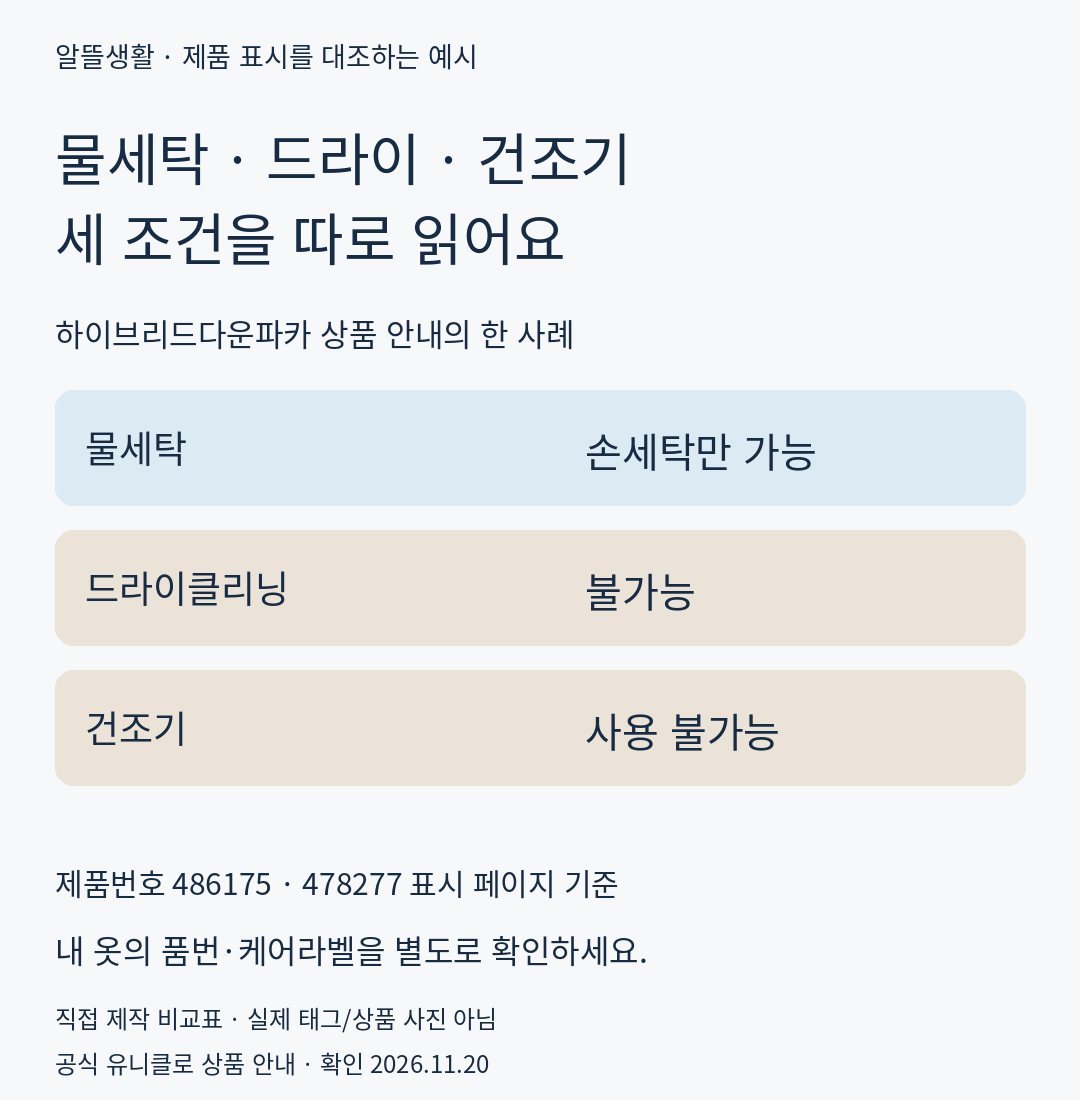 알뜰생활 · 제품 표시를 대조하는 예시
물세탁 · 드라이 · 건조기
세 조건을 따로 읽어요
하이브리드다운파카 상품 안내의 한 사례
물세탁 손세탁만 가능
드라이클리닝 불가능
건조기 사용 불가능
제품번호 486175 · 478277 표시 페이지 기준
내 옷의 품번·케어라벨을 별도로 확인하세요.
직접 제작 비교표 · 실제 태그/상품 사진 아님
공식 유니클로 상품 안내 · 확인 2026.11.20